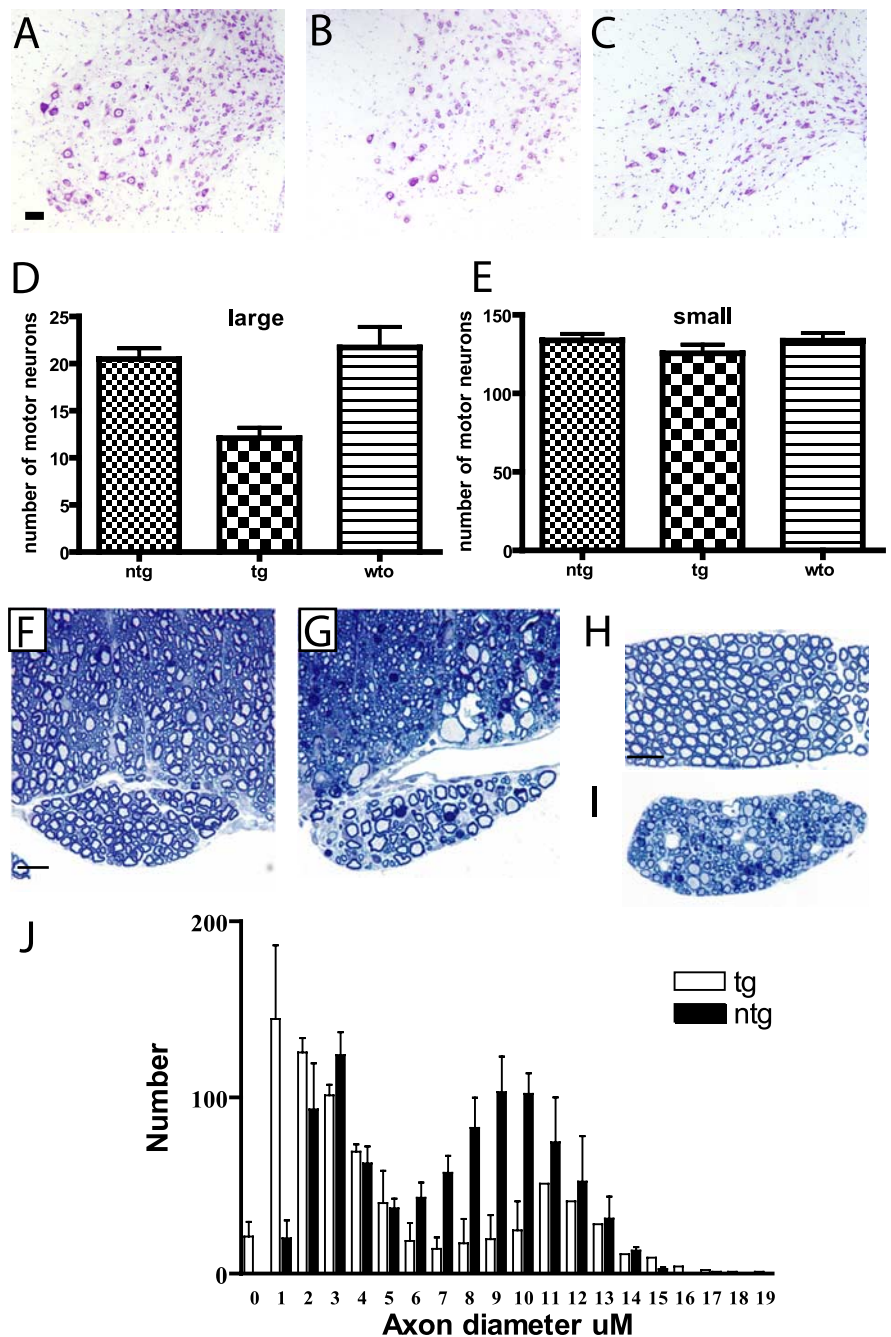 A
B
C
D
E
large
small
number of motor neurons
25
20
15
10
5
0
ntg
tg
wto
number of motor neurons
150
100
50
0
ntg
tg
wto
F
G
H
I
J
200
100
0
Number
tg
ntg
0 1 2 3 4 5 6 7 8 9 10 11 12 13 14 15 16 17 18 19
Axon diameter uM